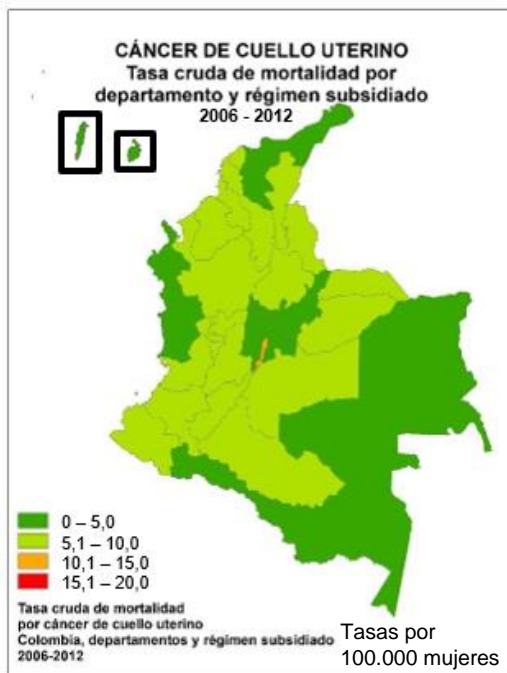 CÁNCER DE CUELLO UTERINO
Tasa cruda de mortalidad por
departamento y régimen subsidiado
2006 - 2012
0 – 5,0
5,1 – 10,0
10,1 – 15,0
15,1 – 20,0
Tasa cruda de mortalidad
por cáncer de cuello uterino
Colombia, departamentos y régimen subsidiado
2006-2012
Tasas por
100.000 mujeres